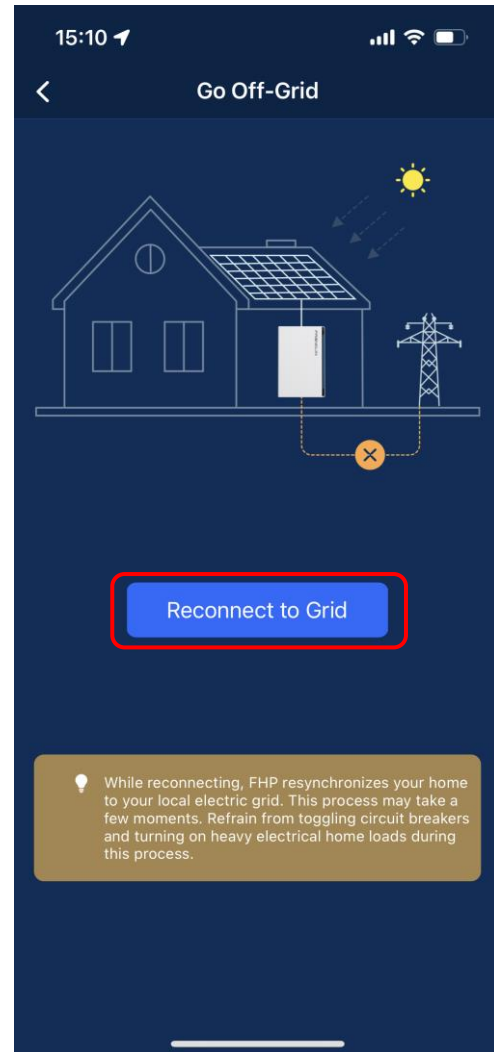 15:10
Go Off-Grid
Reconnect to Grid
While reconnecting, FHP resynchronizes your home
to your local electric grid. This process may take a
few moments. Refrain from toggling circuit breakers
and turning on heavy electrical home loads during
this process.